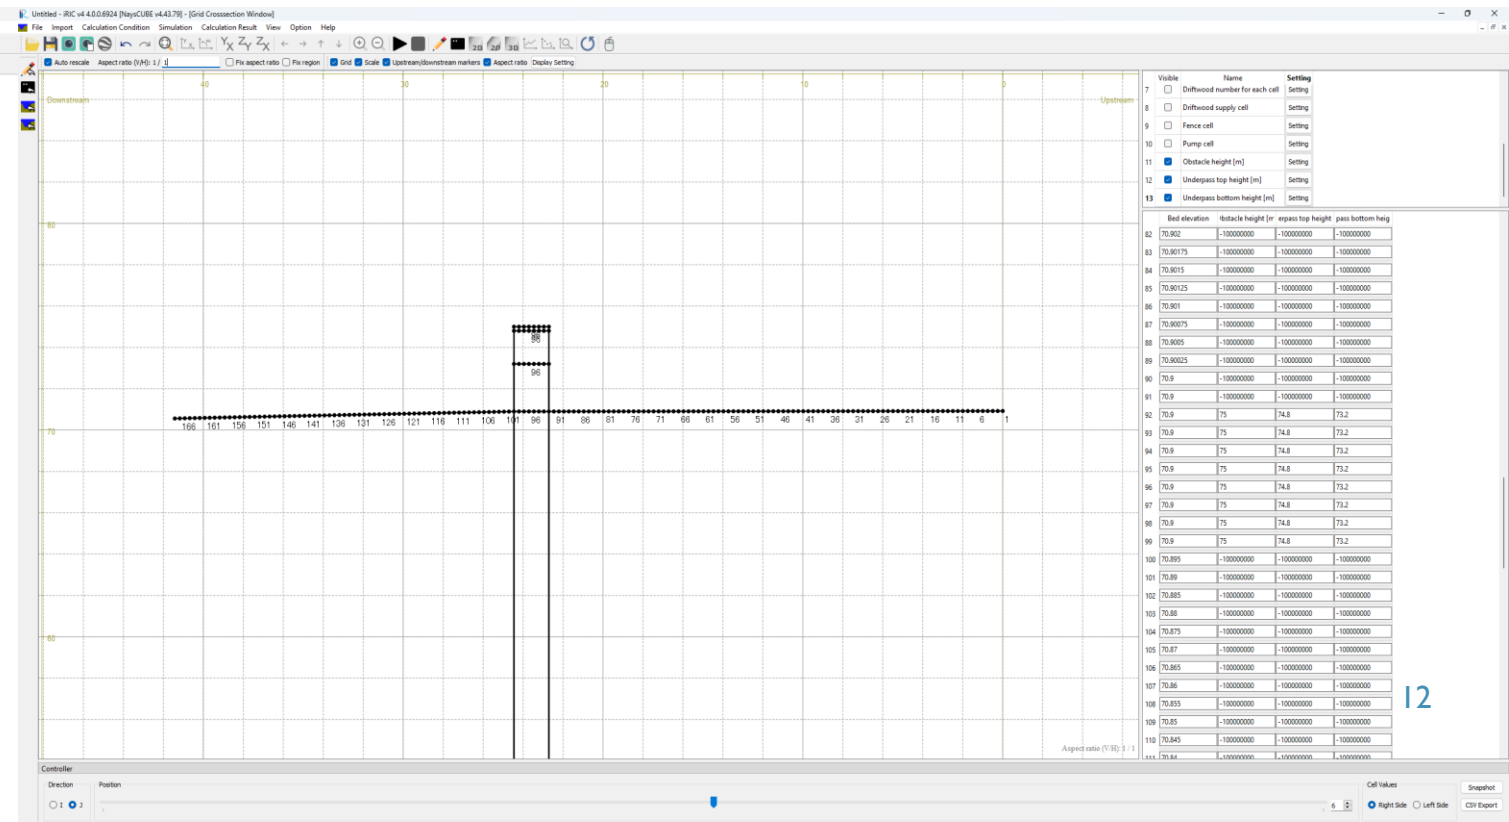 Untitled - iRIC v4 4.0.0.6924 [NaysCUBE v4.43.79] - [Grid Crosssection Window]
File Import Calculation Condition Simulation Calculation Result View Option Help
Auto rescale Aspect ratio (V/H): 1 / 1 Fix aspect ratio Fix region Grid Scale Upstream/downstream markers Aspect ratio Display Setting
40 30 20 10 0
Downstream Upstream
80
96
96
166 161 156 151 146 141 136 131 126 121 116 111 106 101 96 91 86 81 76 71 66 61 56 51 46 41 36 31 26 21 16 11 6 1
70
60
Aspect ratio (V/H): 1 / 1
Visible Name Setting
7 Driftwood number for each cell Setting
8 Driftwood supply cell Setting
9 Fence cell Setting
10 Pump cell Setting
11 Obstacle height [m] Setting
12 Underpass top height [m] Setting
13 Underpass bottom height [m] Setting
Bed elevation bstacle height [m erpass top height pass bottom heig
82 70.902 -100000000 -100000000 -100000000
83 70.90175 -100000000 -100000000 -100000000
84 70.9015 -100000000 -100000000 -100000000
85 70.90125 -100000000 -100000000 -100000000
86 70.901 -100000000 -100000000 -100000000
87 70.90075 -100000000 -100000000 -100000000
88 70.9005 -100000000 -100000000 -100000000
89 70.90025 -100000000 -100000000 -100000000
90 70.9 -100000000 -100000000 -100000000
91 70.9 -100000000 -100000000 -100000000
92 70.9 75 74.8 73.2
93 70.9 75 74.8 73.2
94 70.9 75 74.8 73.2
95 70.9 75 74.8 73.2
96 70.9 75 74.8 73.2
97 70.9 75 74.8 73.2
98 70.9 75 74.8 73.2
99 70.9 75 74.8 73.2
100 70.895 -100000000 -100000000 -100000000
101 70.89 -100000000 -100000000 -100000000
102 70.885 -100000000 -100000000 -100000000
103 70.88 -100000000 -100000000 -100000000
104 70.875 -100000000 -100000000 -100000000
105 70.87 -100000000 -100000000 -100000000
106 70.865 -100000000 -100000000 -100000000
107 70.86 -100000000 -100000000 -100000000
108 70.855 -100000000 -100000000 -100000000
109 70.85 -100000000 -100000000 -100000000
110 70.845 -100000000 -100000000 -100000000
111 70.84 -100000000 -100000000 -100000000
12
Controller
Direction Position Cell Values
I J 6 Right Side Left Side
Snapshot
CSV Export